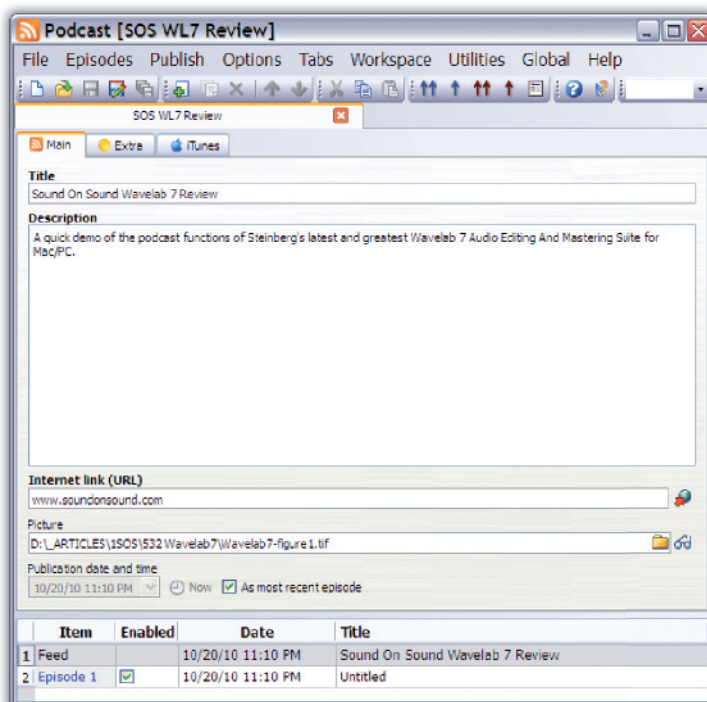 Podcast [SOS WL7 Review]
File Episodes Publish Options Tabs Workspace Utilities Global Help
SOS WL7 Review
Main Extra iTunes
Title
Sound On Sound Wavelab 7 Review
Description
A quick demo of the podcast functions of Steinberg's latest and greatest Wavelab 7 Audio Editing And Mastering Suite for
Mac/PC.
Internet link (URL)
www.soundonsound.com
Picture
D:\_ARTICLES\1SOS\532 Wavelab7\Wavelab7-figure1.tif
Publication date and time
10/20/10 11:10 PM Now As most recent episode
Item Enabled Date Title
1 Feed 10/20/10 11:10 PM Sound On Sound Wavelab 7 Review
2 Episode 1 10/20/10 11:10 PM Untitled